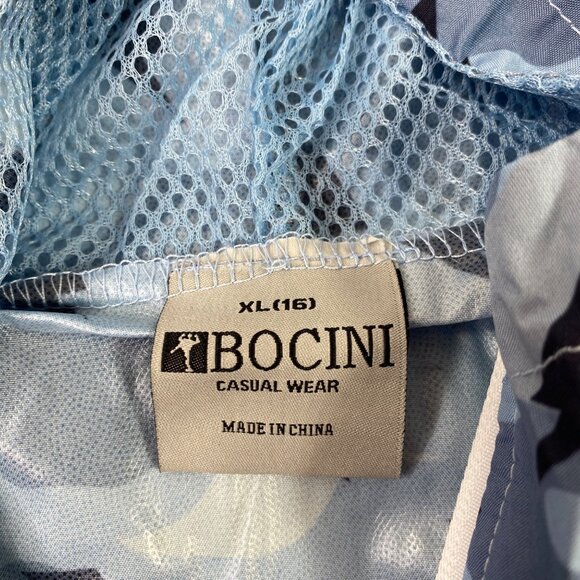 XL(16)
BOCINI
CASUAL WEAR
MADE IN CHINA